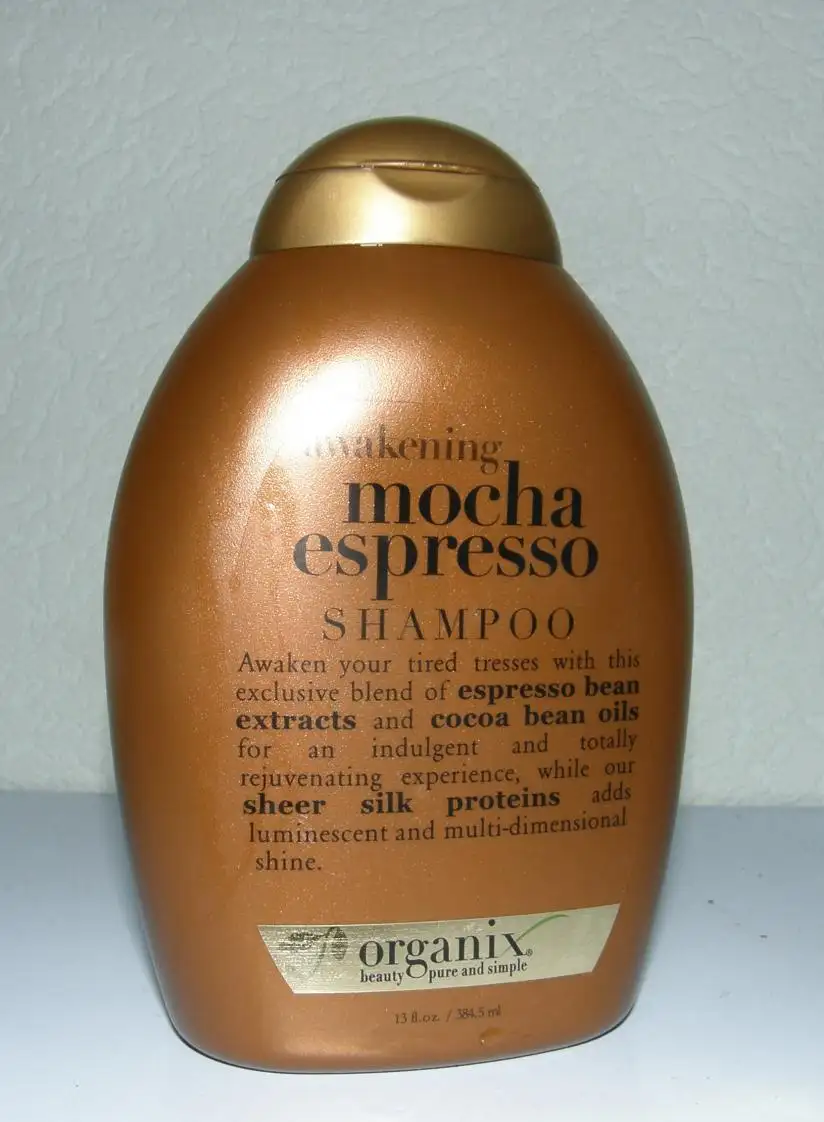 awakening
mocha
espresso
SHAMPOO
Awaken your tired tresses with this
exclusive blend of espresso bean
extracts and cocoa bean oils
for an indulgent and totally
rejuvenating experience, while our
sheer silk proteins adds
luminescent and multi-dimensional
shine.
organix®
beauty pure and simple
13 fl.oz. / 384.5 ml